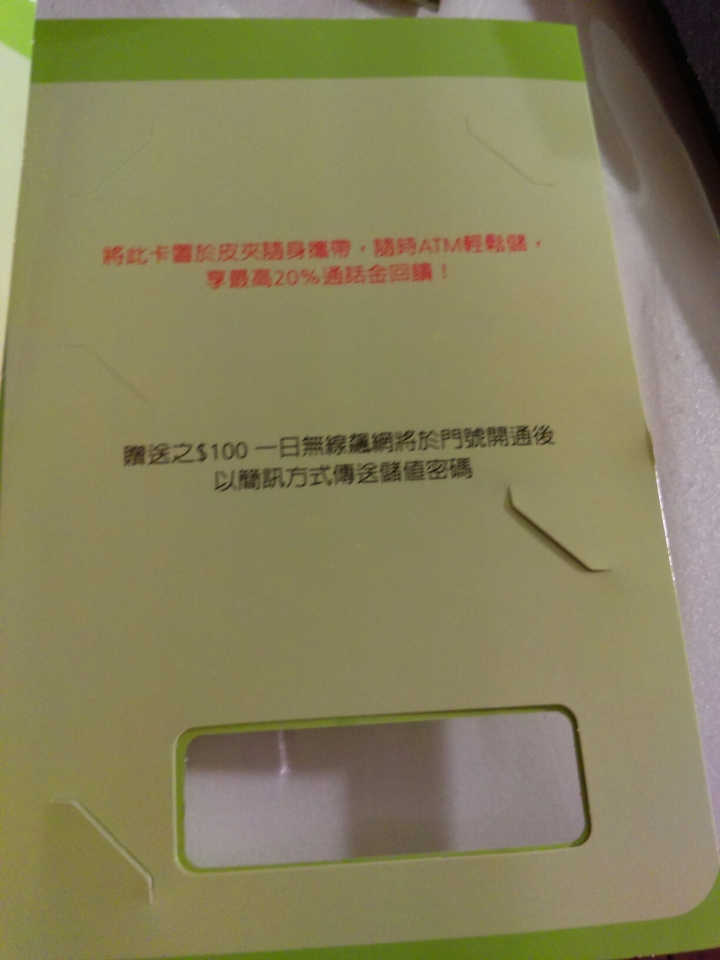 將此卡置於皮夾隨身攜帶，隨時ATM輕鬆儲，
享最高20%通話金回饋！
贈送之$100 一日無線飆網將於門號開通後
以簡訊方式傳送儲值密碼